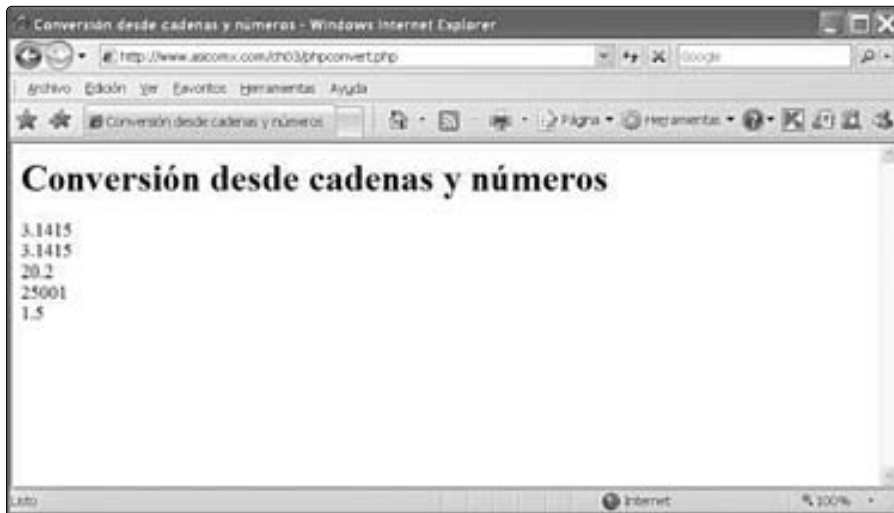 Conversión desde cadenas y números - Windows Internet Explorer
http://www.ascomx.com/ch03/phpconvert.php
Google
Archivo Edición Ver Favoritos Herramientas Ayuda
Conversión desde cadenas y números
Página
Herramientas
Conversión desde cadenas y números
3.1415
3.1415
20.2
25001
1.5
Listo
Internet
100%